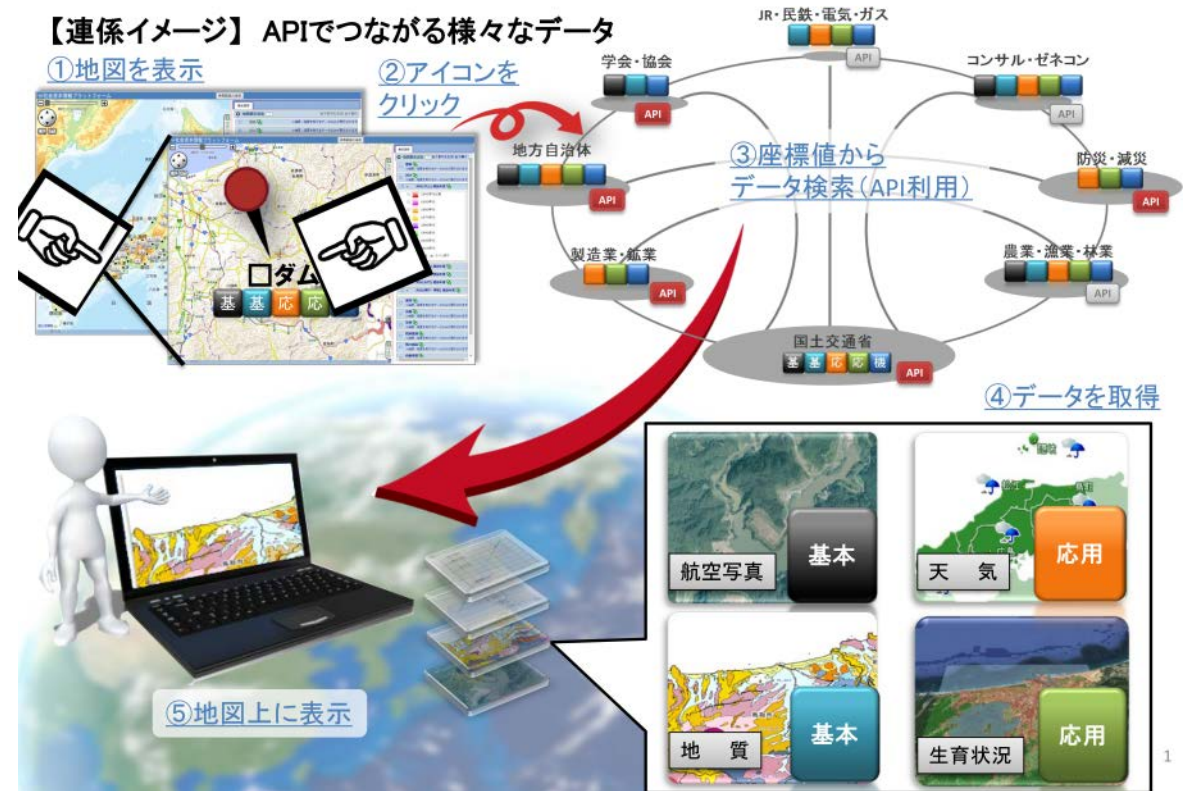 【連係イメージ】 APIでつながる様々なデータ
①地図を表示
②アイコンを
クリック
□ダム
基 基 応 応
JR・民鉄・電気・ガス
API
学会・協会
API
コンサル・ゼネコン
API
地方自治体
API
③座標値から
データ検索（API利用）
防災・減災
API
製造業・鉱業
API
農業・漁業・林業
API
国土交通省
基 基 応 応 機
API
④データを取得
航空写真
基本
天 気
応用
地 質
基本
生育状況
応用
⑤地図上に表示
1